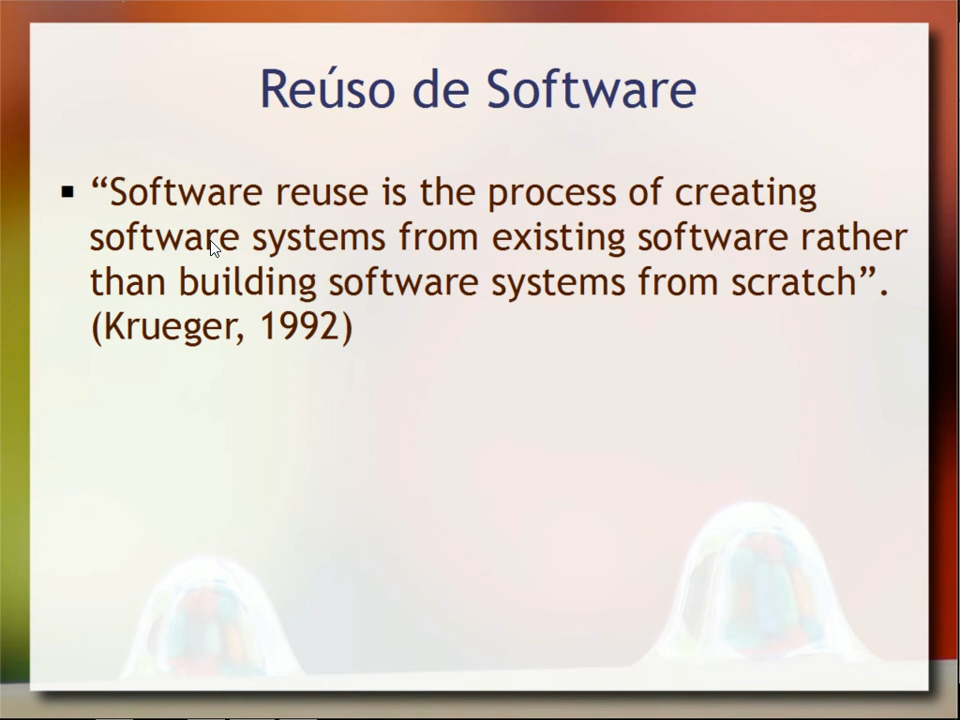 Reúso de Software
▪ “Software reuse is the process of creating
software systems from existing software rather
than building software systems from scratch”.
(Krueger, 1992)